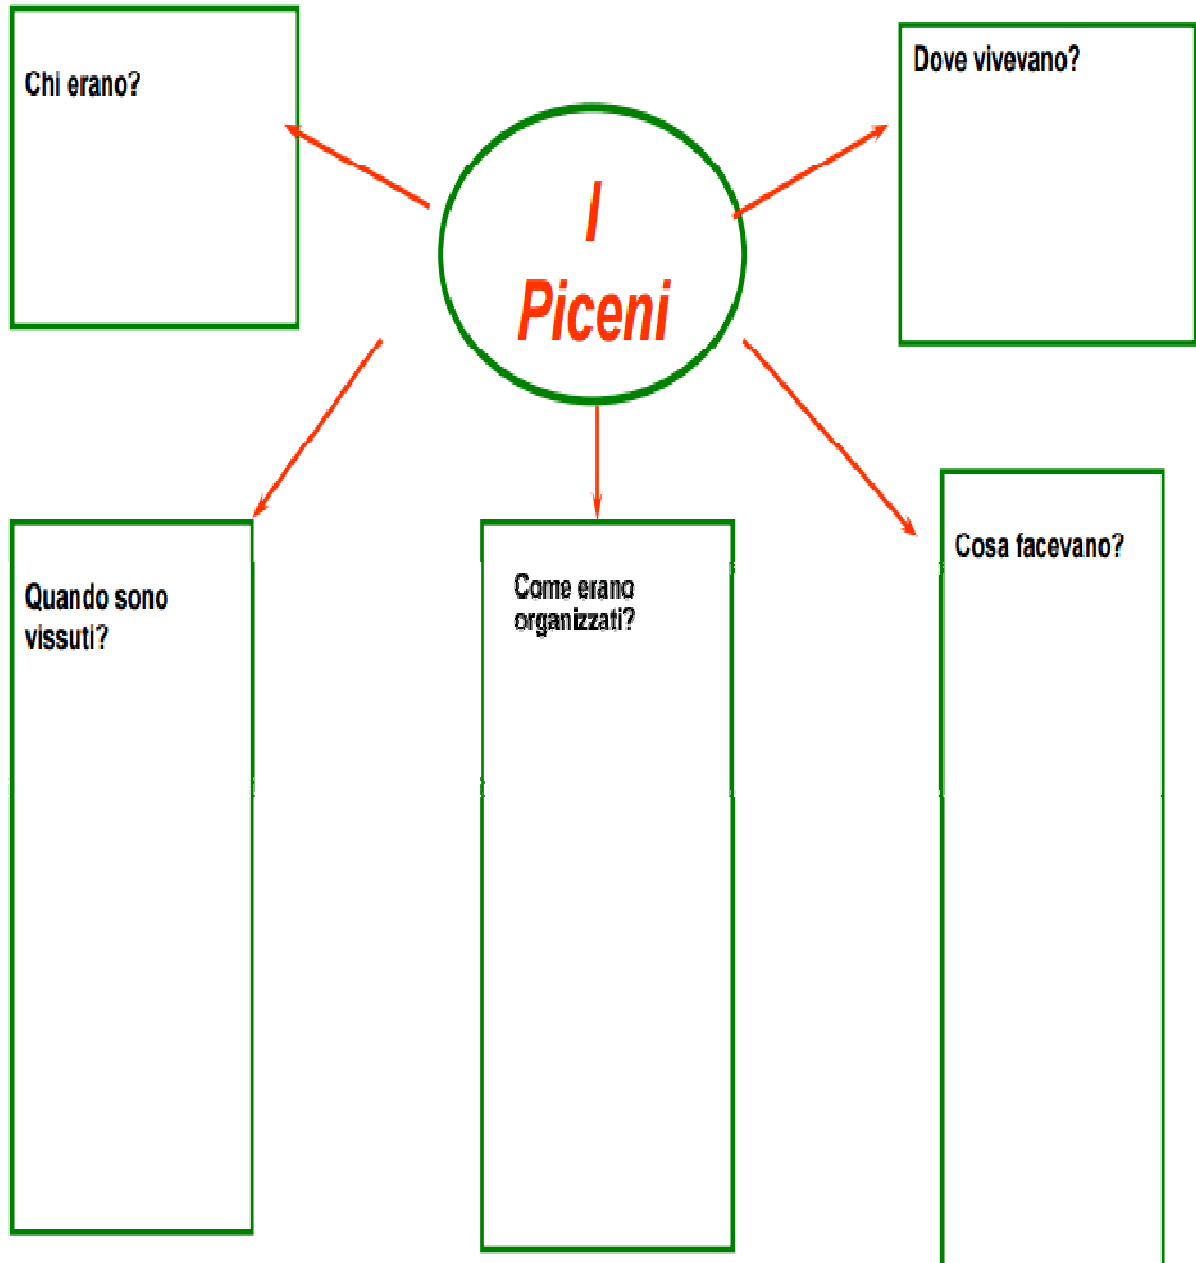 Chi erano?
Dove vivevano?
I
Piceni
Quando sono
vissuti?
Come erano
organizzati?
Cosa facevano?